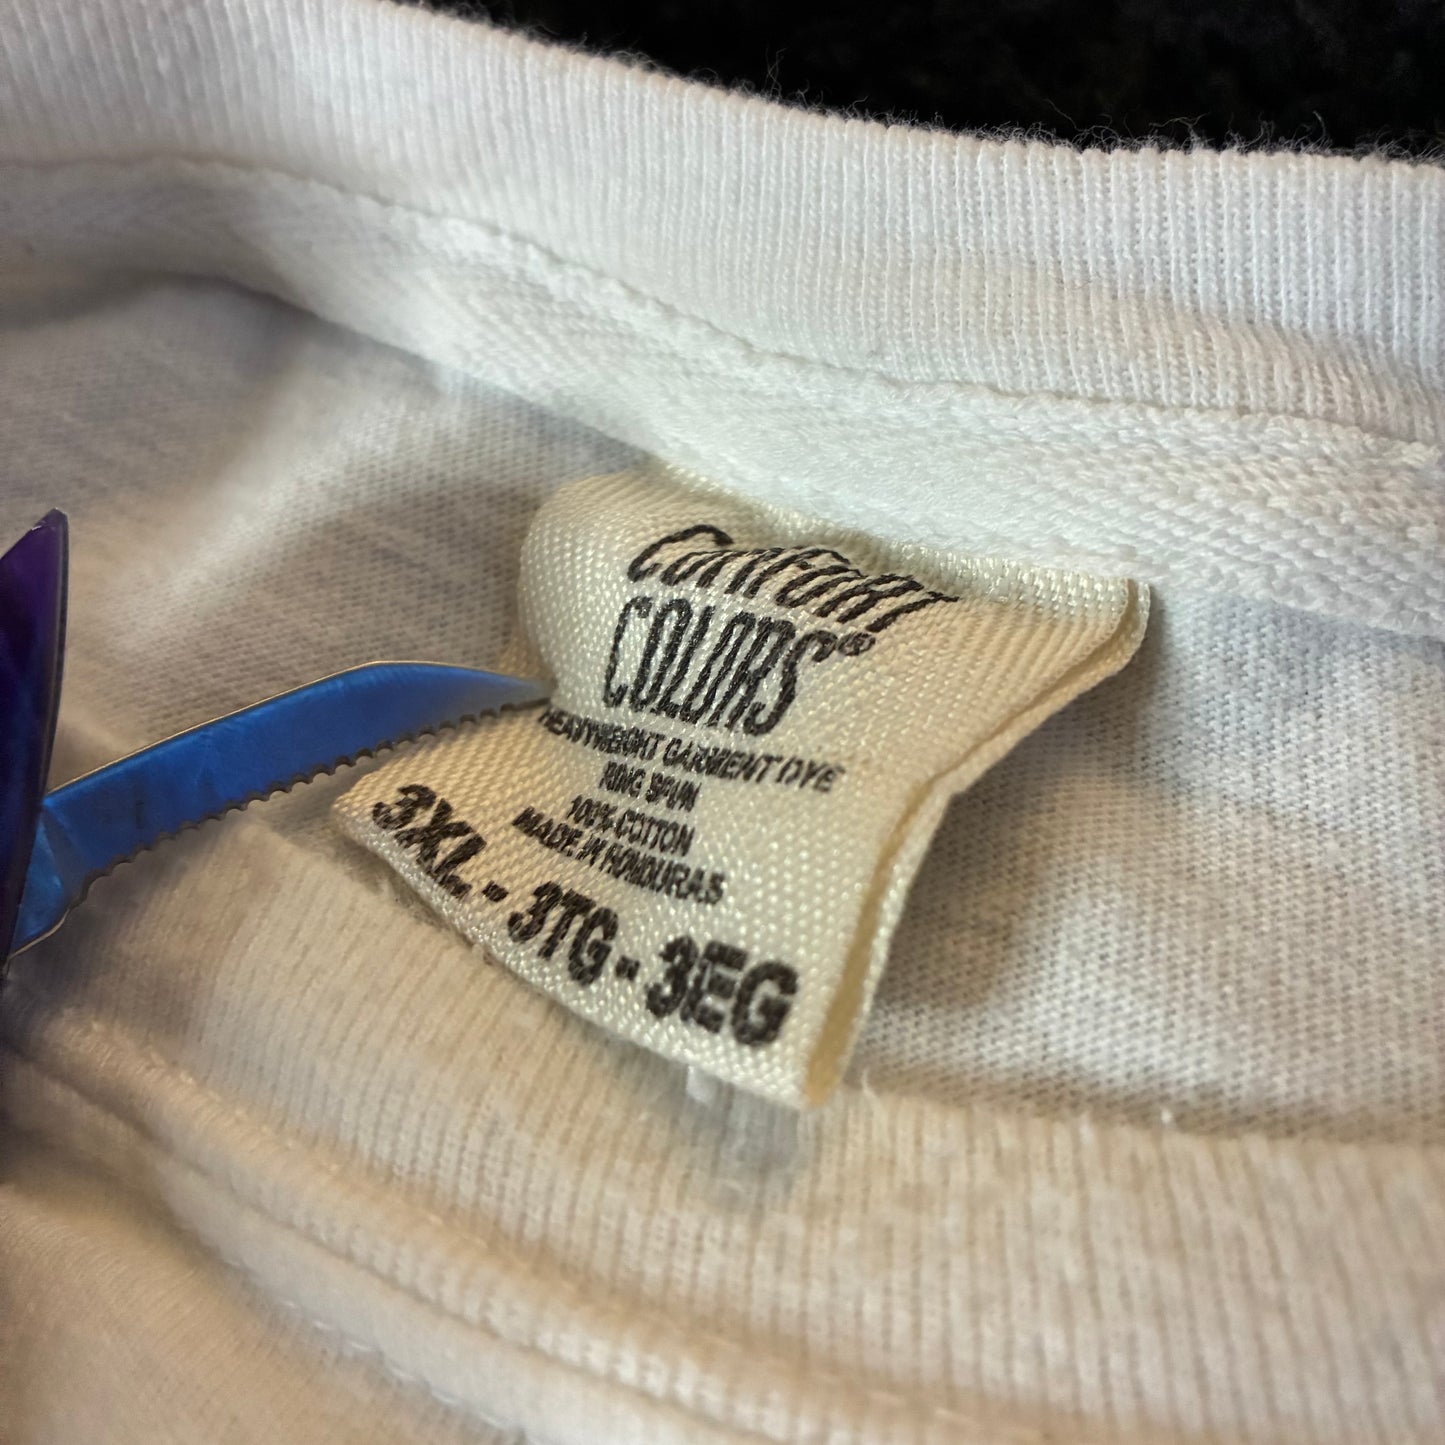 COMFORT
COLORS®
HEAVYWEIGHT GARMENT DYE
RING SPUN
100% COTTON
MADE IN HONDURAS
3XL - 3TG - 3EG